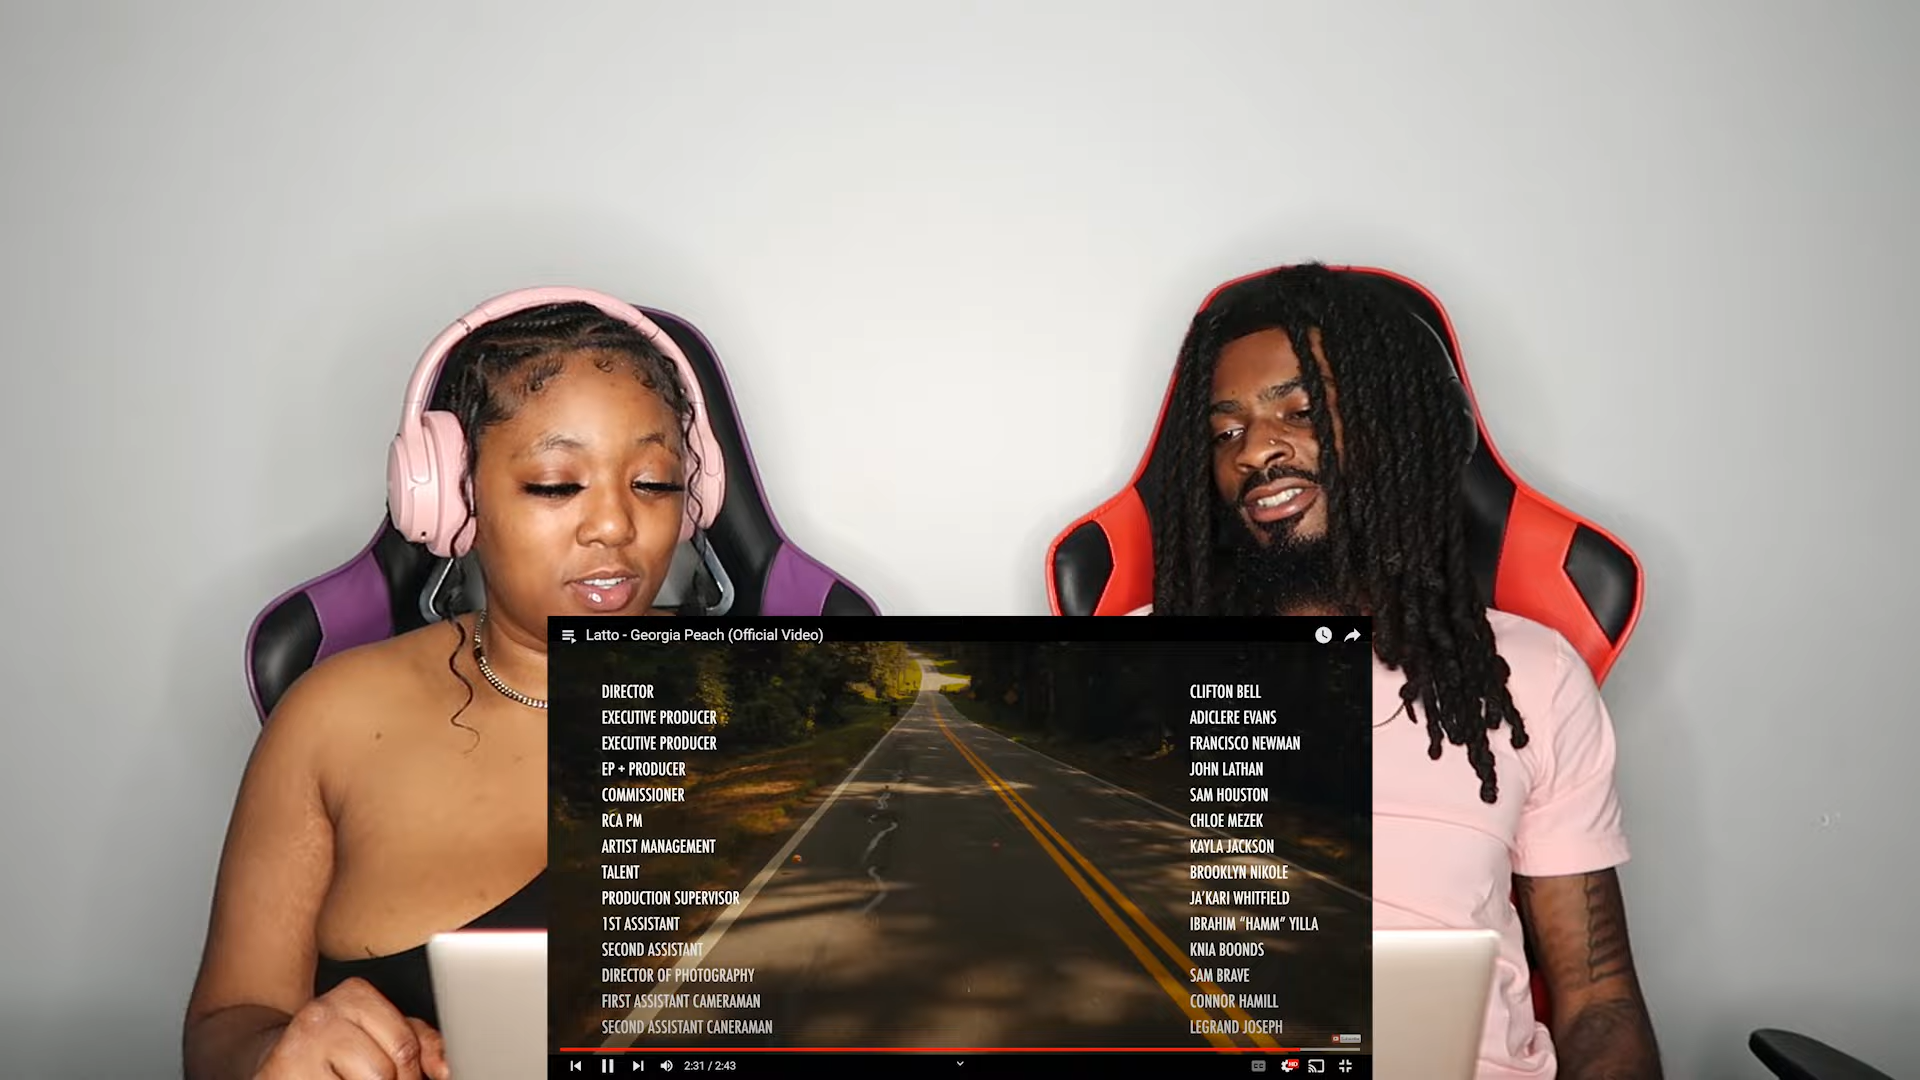 Latto - Georgia Peach (Official Video)
DIRECTOR CLIFTON BELL
EXECUTIVE PRODUCER ADICLERE EVANS
EXECUTIVE PRODUCER FRANCISCO NEWMAN
EP + PRODUCER JOHN LATHAN
COMMISSIONER SAM HOUSTON
RCA PM CHLOE MEZEK
ARTIST MANAGEMENT KAYLA JACKSON
TALENT BROOKLYN NIKOLE
PRODUCTION SUPERVISOR JA'KARI WHITFIELD
1ST ASSISTANT IBRAHIM “HAMM” YILLA
SECOND ASSISTANT KNIA BOONDS
DIRECTOR OF PHOTOGRAPHY SAM BRAVE
FIRST ASSISTANT CAMERAMAN CONNOR HAMILL
SECOND ASSISTANT CANERAMAN LEGRAND JOSEPH
2:31 / 2:43
CC
HD